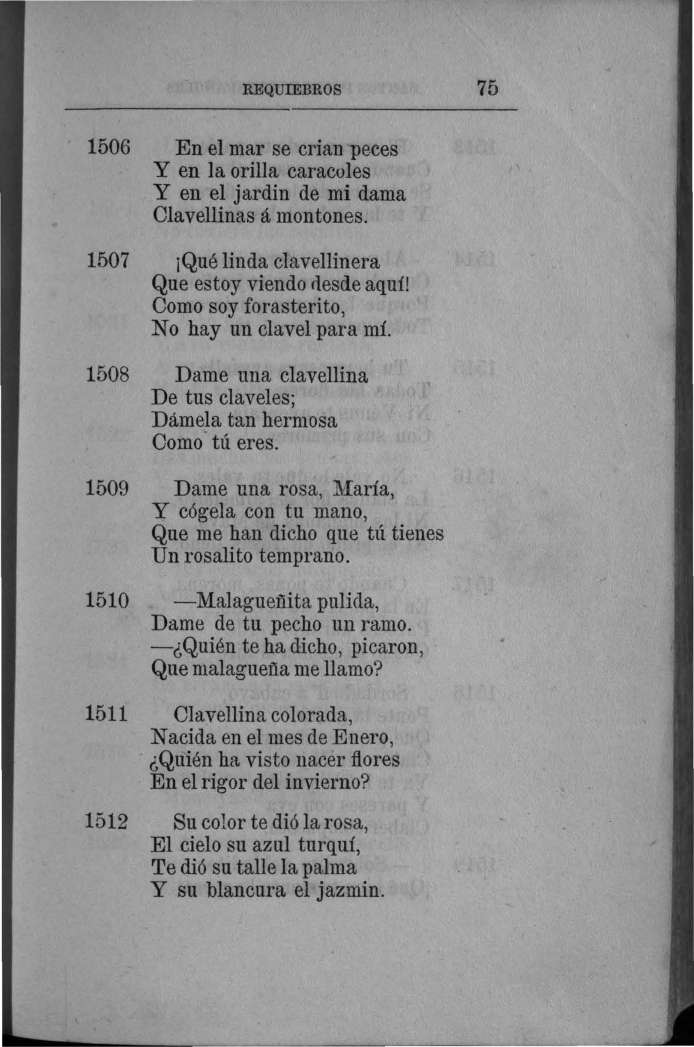 REQUIEBROS 75
1506 En el mar se crian peces
Y en la orilla caracoles
Y en el jardin de mi dama
Clavellinas á montones.
1507 ¡Qué linda clavellinera
Que estoy viendo desde aquí!
Como soy forasterito,
No hay un clavel para mí.
1508 Dame una clavellina
De tus claveles;
Dámela tan hermosa
Como tú eres.
1509 Dame una rosa, María,
Y cógela con tu mano,
Que me han dicho que tú tienes
Un rosalito temprano.
1510 —Malagueñita pulida,
Dame de tu pecho un ramo.
—¿Quién te ha dicho, picaron,
Que malagueña me llamo?
1511 Clavellina colorada,
Nacida en el mes de Enero,
¿Quién ha visto nacer flores
En el rigor del invierno?
1512 Su color te dió la rosa,
El cielo su azul turquí,
Te dió su talle la palma
Y su blancura el jazmin.